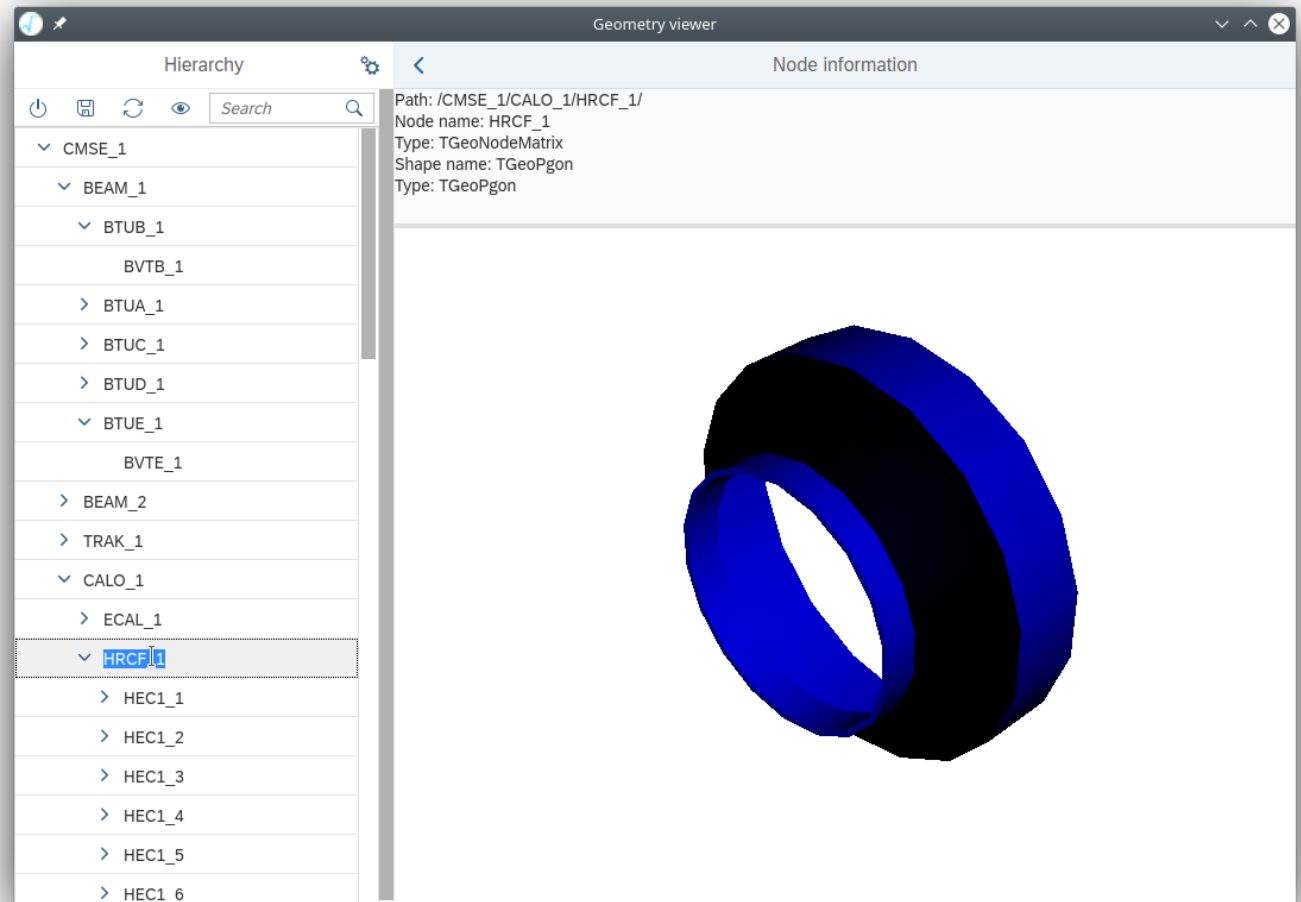 Geometry viewer
Hierarchy
Node information
Search
Path: /CMSE_1/CALO_1/HRCF_1/
Node name: HRCF_1
Type: TGeoNodeMatrix
Shape name: TGeoPgon
Type: TGeoPgon
CMSE_1
BEAM_1
BTUB_1
BVTB_1
BTUA_1
BTUC_1
BTUD_1
BTUE_1
BVTE_1
BEAM_2
TRAK_1
CALO_1
ECAL_1
HRCF_1
HEC1_1
HEC1_2
HEC1_3
HEC1_4
HEC1_5
HEC1_6